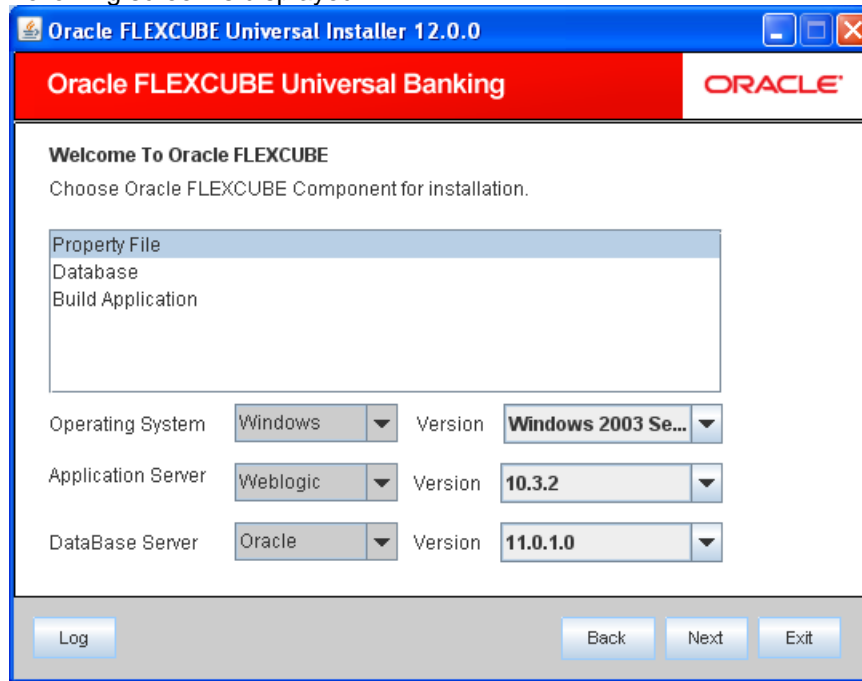 Oracle FLEXCUBE Universal Installer 12.0.0
Oracle FLEXCUBE Universal Banking ORACLE
Welcome To Oracle FLEXCUBE
Choose Oracle FLEXCUBE Component for installation.
Property File
Database
Build Application
Operating System Windows Version Windows 2003 Se...
Application Server Weblogic Version 10.3.2
DataBase Server Oracle Version 11.0.1.0
Log Back Next Exit